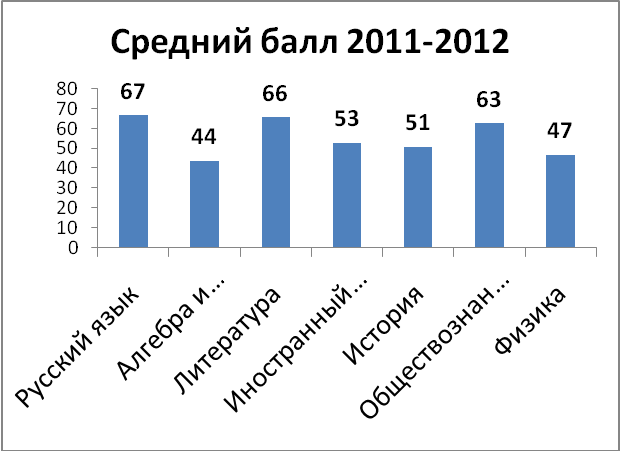 Средний балл 2011-2012
80
70
60
50
40
30
20
10
0
67
44
66
53
51
63
47
Русский язык
Алгебра и...
Литература
Иностранный...
История
Обществознан...
Физика